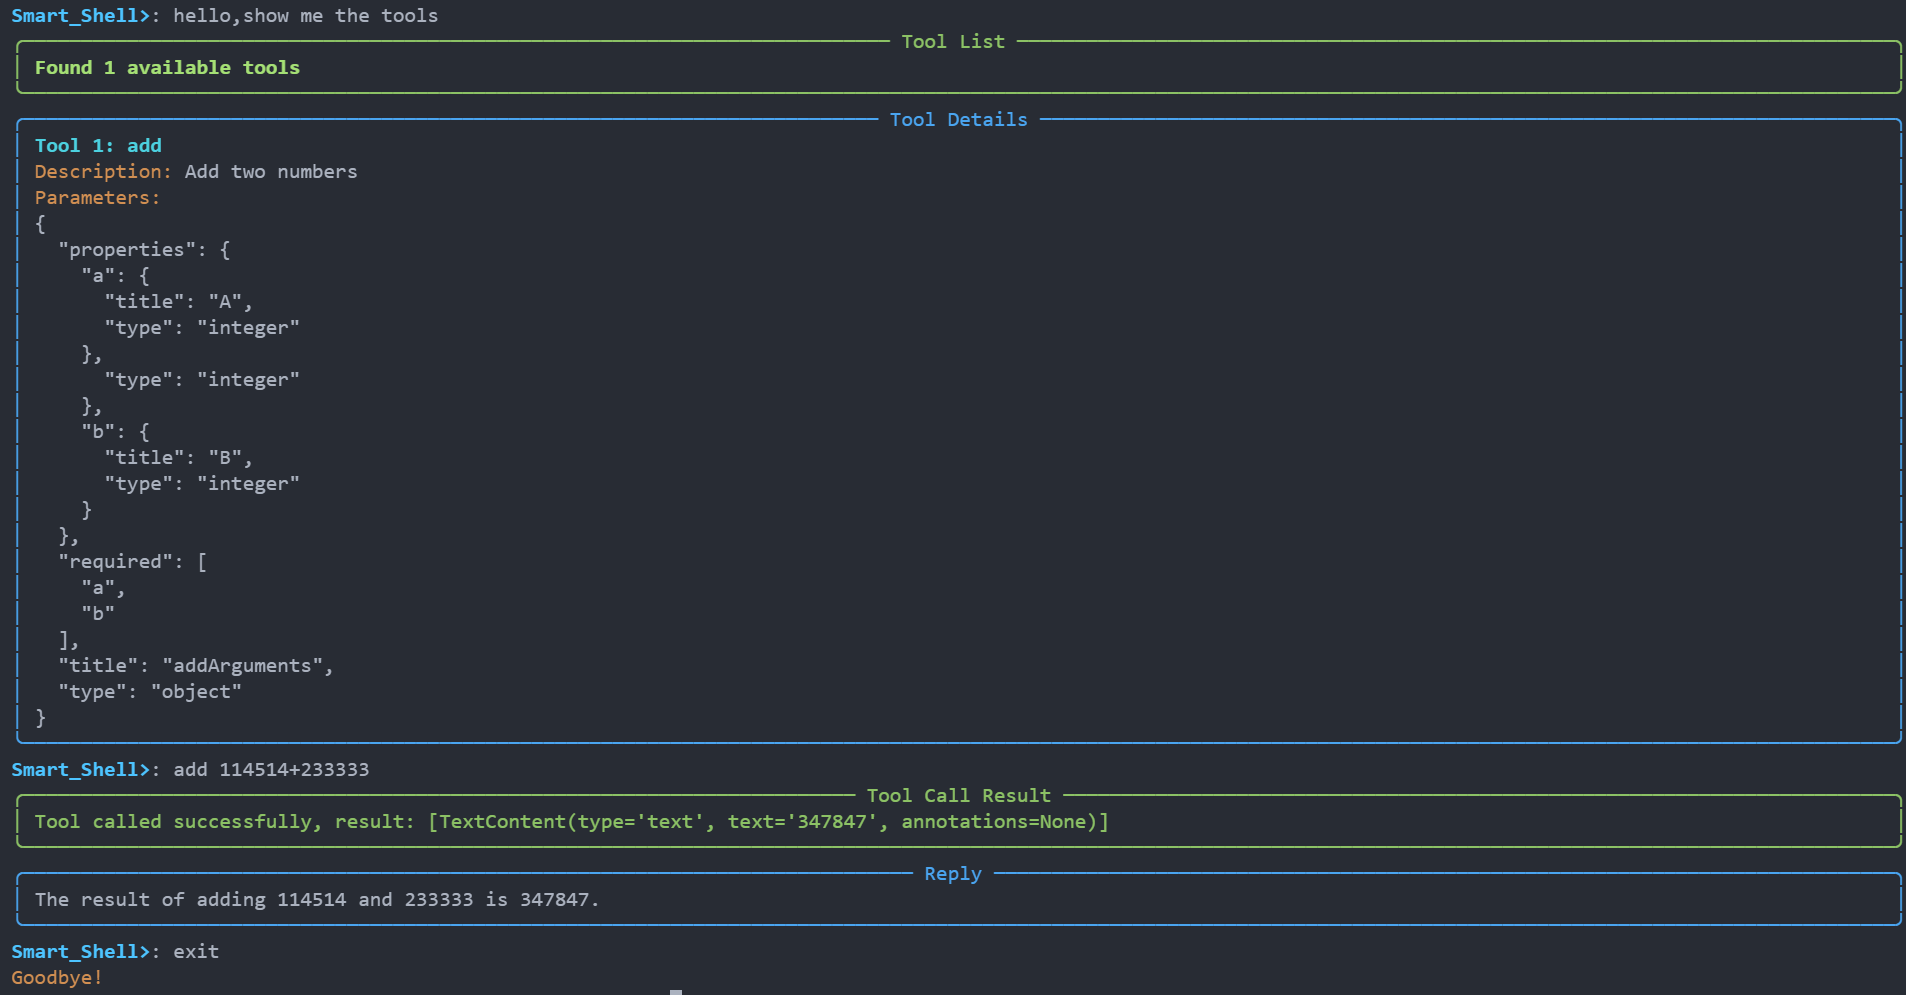 Smart_Shell>: hello,show me the tools
Tool List
Found 1 available tools
Tool Details
Tool 1: add
Description: Add two numbers
Parameters:
{
  "properties": {
    "a": {
      "title": "A",
      "type": "integer"
    },
      "type": "integer"
    },
    "b": {
      "title": "B",
      "type": "integer"
    }
  },
  "required": [
    "a",
    "b"
  ],
  "title": "addArguments",
  "type": "object"
}
Smart_Shell>: add 114514+233333
Tool Call Result
Tool called successfully, result: [TextContent(type='text', text='347847', annotations=None)]
Reply
The result of adding 114514 and 233333 is 347847.
Smart_Shell>: exit
Goodbye!